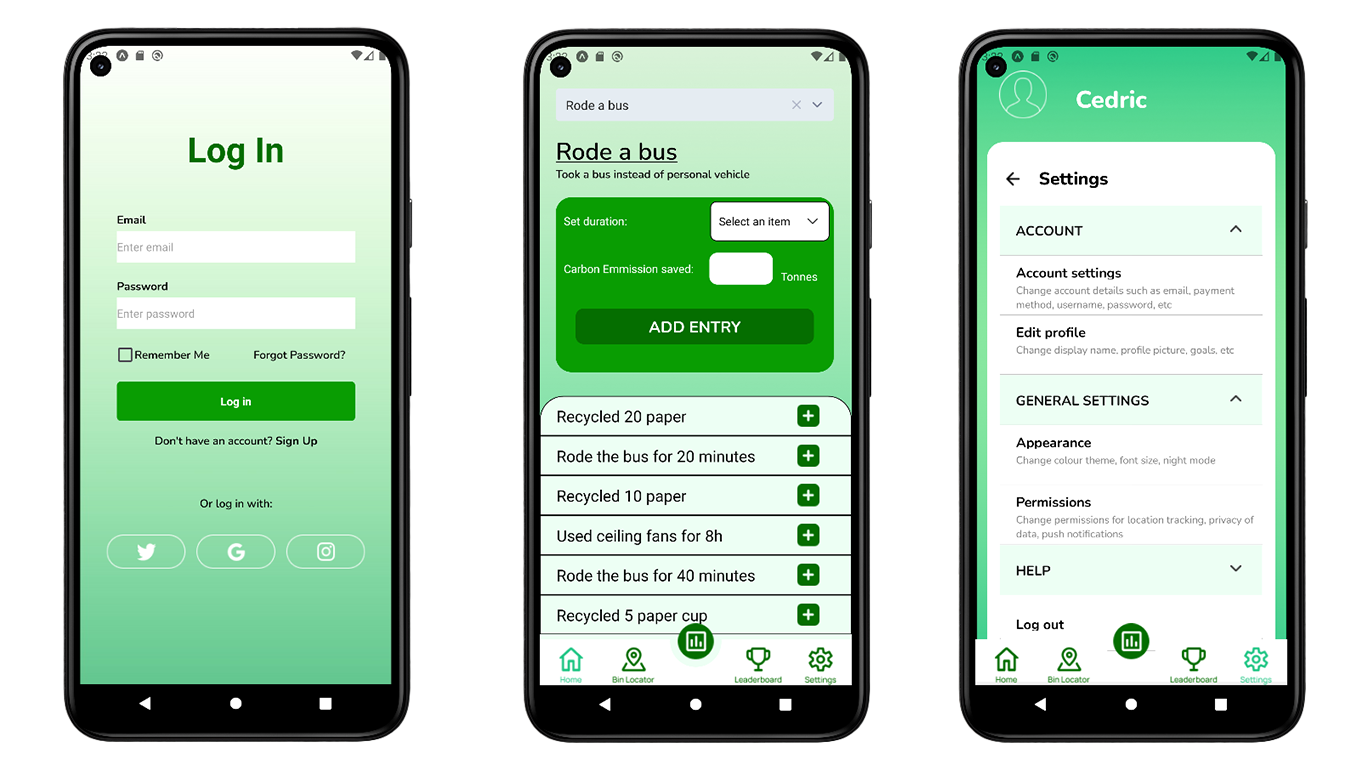 Log In
Email
Enter email
Password
Enter password
Remember Me
Forgot Password?
Log in
Don't have an account? Sign Up
Or log in with:
Rode a bus
Rode a bus
Took a bus instead of personal vehicle
Set duration:
Select an item
Carbon Emmission saved:
Tonnes
ADD ENTRY
Recycled 20 paper
Rode the bus for 20 minutes
Recycled 10 paper
Used ceiling fans for 8h
Rode the bus for 40 minutes
Recycled 5 paper cup
Home
Bin Locator
Leaderboard
Settings
Cedric
Settings
ACCOUNT
Account settings
Change account details such as email, payment
method, username, password, etc
Edit profile
Change display name, profile picture, goals, etc
GENERAL SETTINGS
Appearance
Change colour theme, font size, night mode
Permissions
Change permissions for location tracking, privacy of
data, push notifications
HELP
Log out
Home
Bin Locator
Leaderboard
Settings